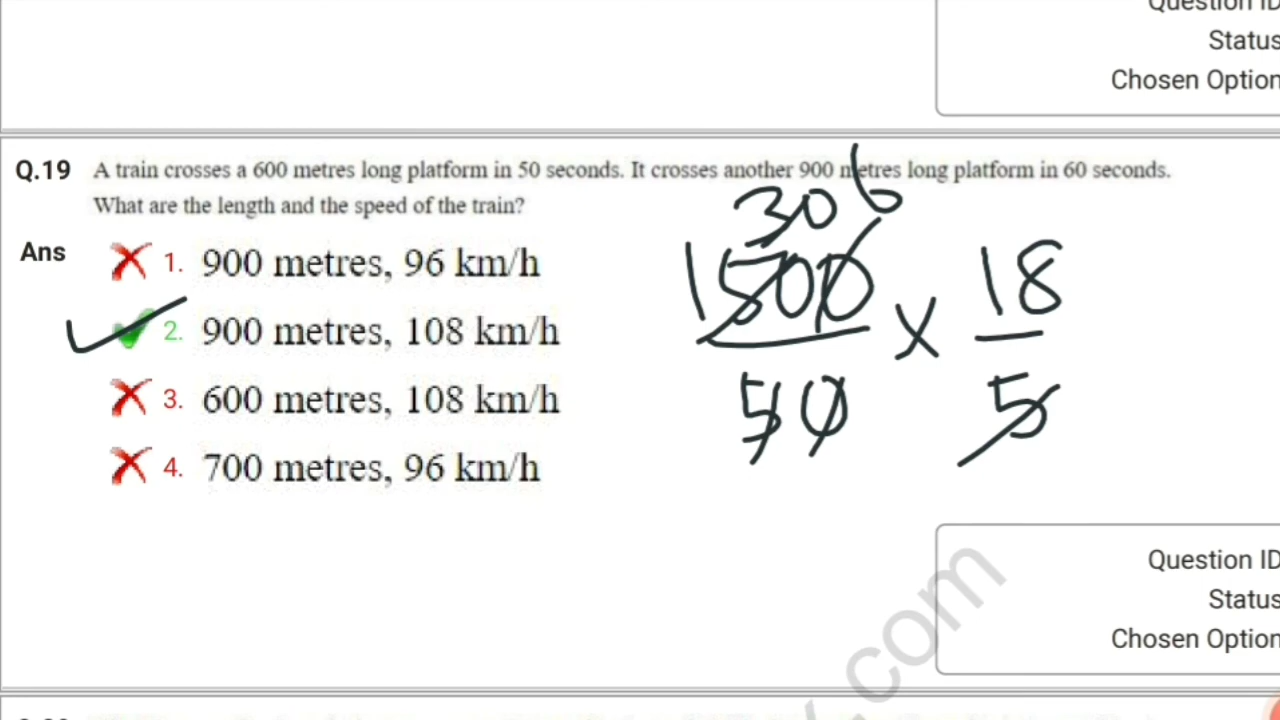 Question ID
Status
Chosen Option
Q.19 A train crosses a 600 metres long platform in 50 seconds. It crosses another 900 metres long platform in 60 seconds.
What are the length and the speed of the train?
Ans
1. 900 metres, 96 km/h
2. 900 metres, 108 km/h
3. 600 metres, 108 km/h
4. 700 metres, 96 km/h
30 6
1500 x 18
50 5
Question ID
Status
Chosen Option
.com